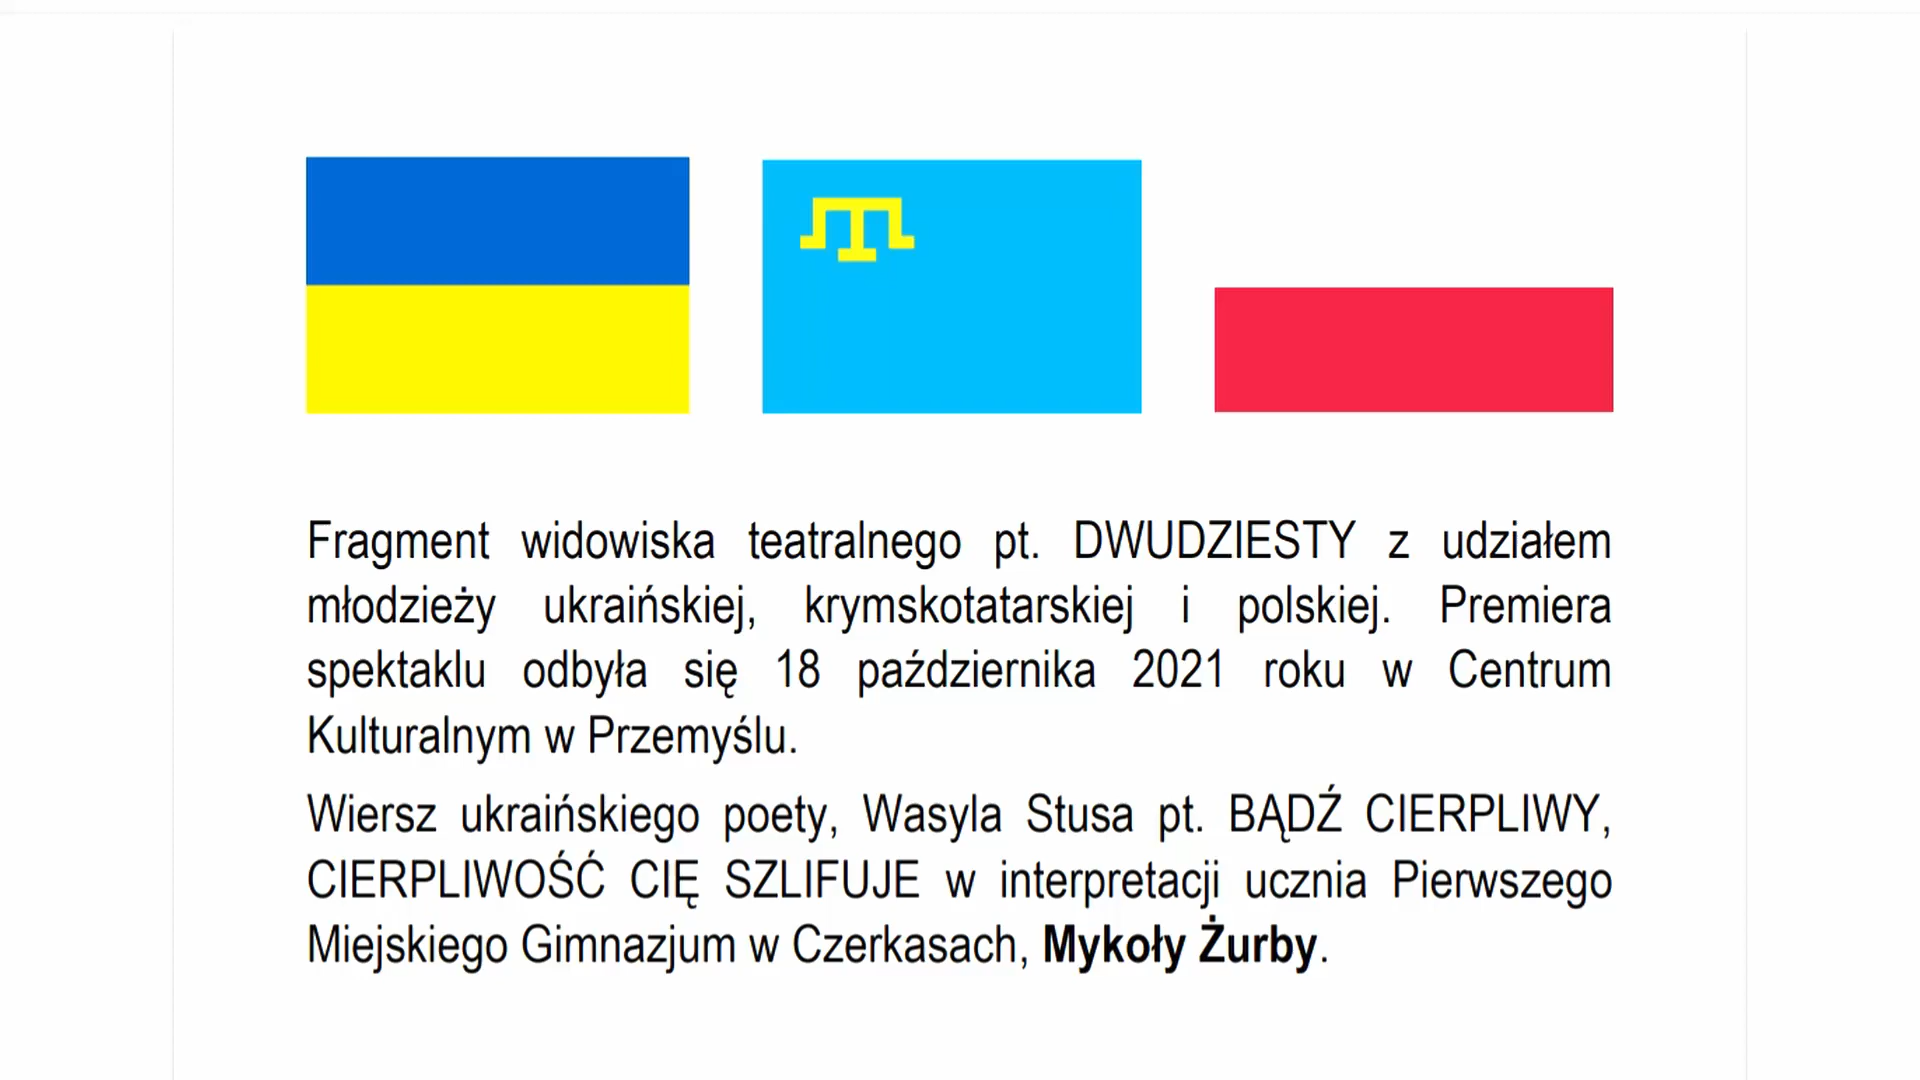 Fragment widowiska teatralnego pt. DWUDZIESTY z udziałem
młodzieży ukraińskiej, krymskotatarskiej i polskiej. Premiera
spektaklu odbyła się 18 października 2021 roku w Centrum
Kulturalnym w Przemyślu.
Wiersz ukraińskiego poety, Wasyla Stusa pt. BĄDŹ CIERPLIWY,
CIERPLIWOŚĆ CIĘ SZLIFUJE w interpretacji ucznia Pierwszego
Miejskiego Gimnazjum w Czerkasach, Mykoły Żurby.